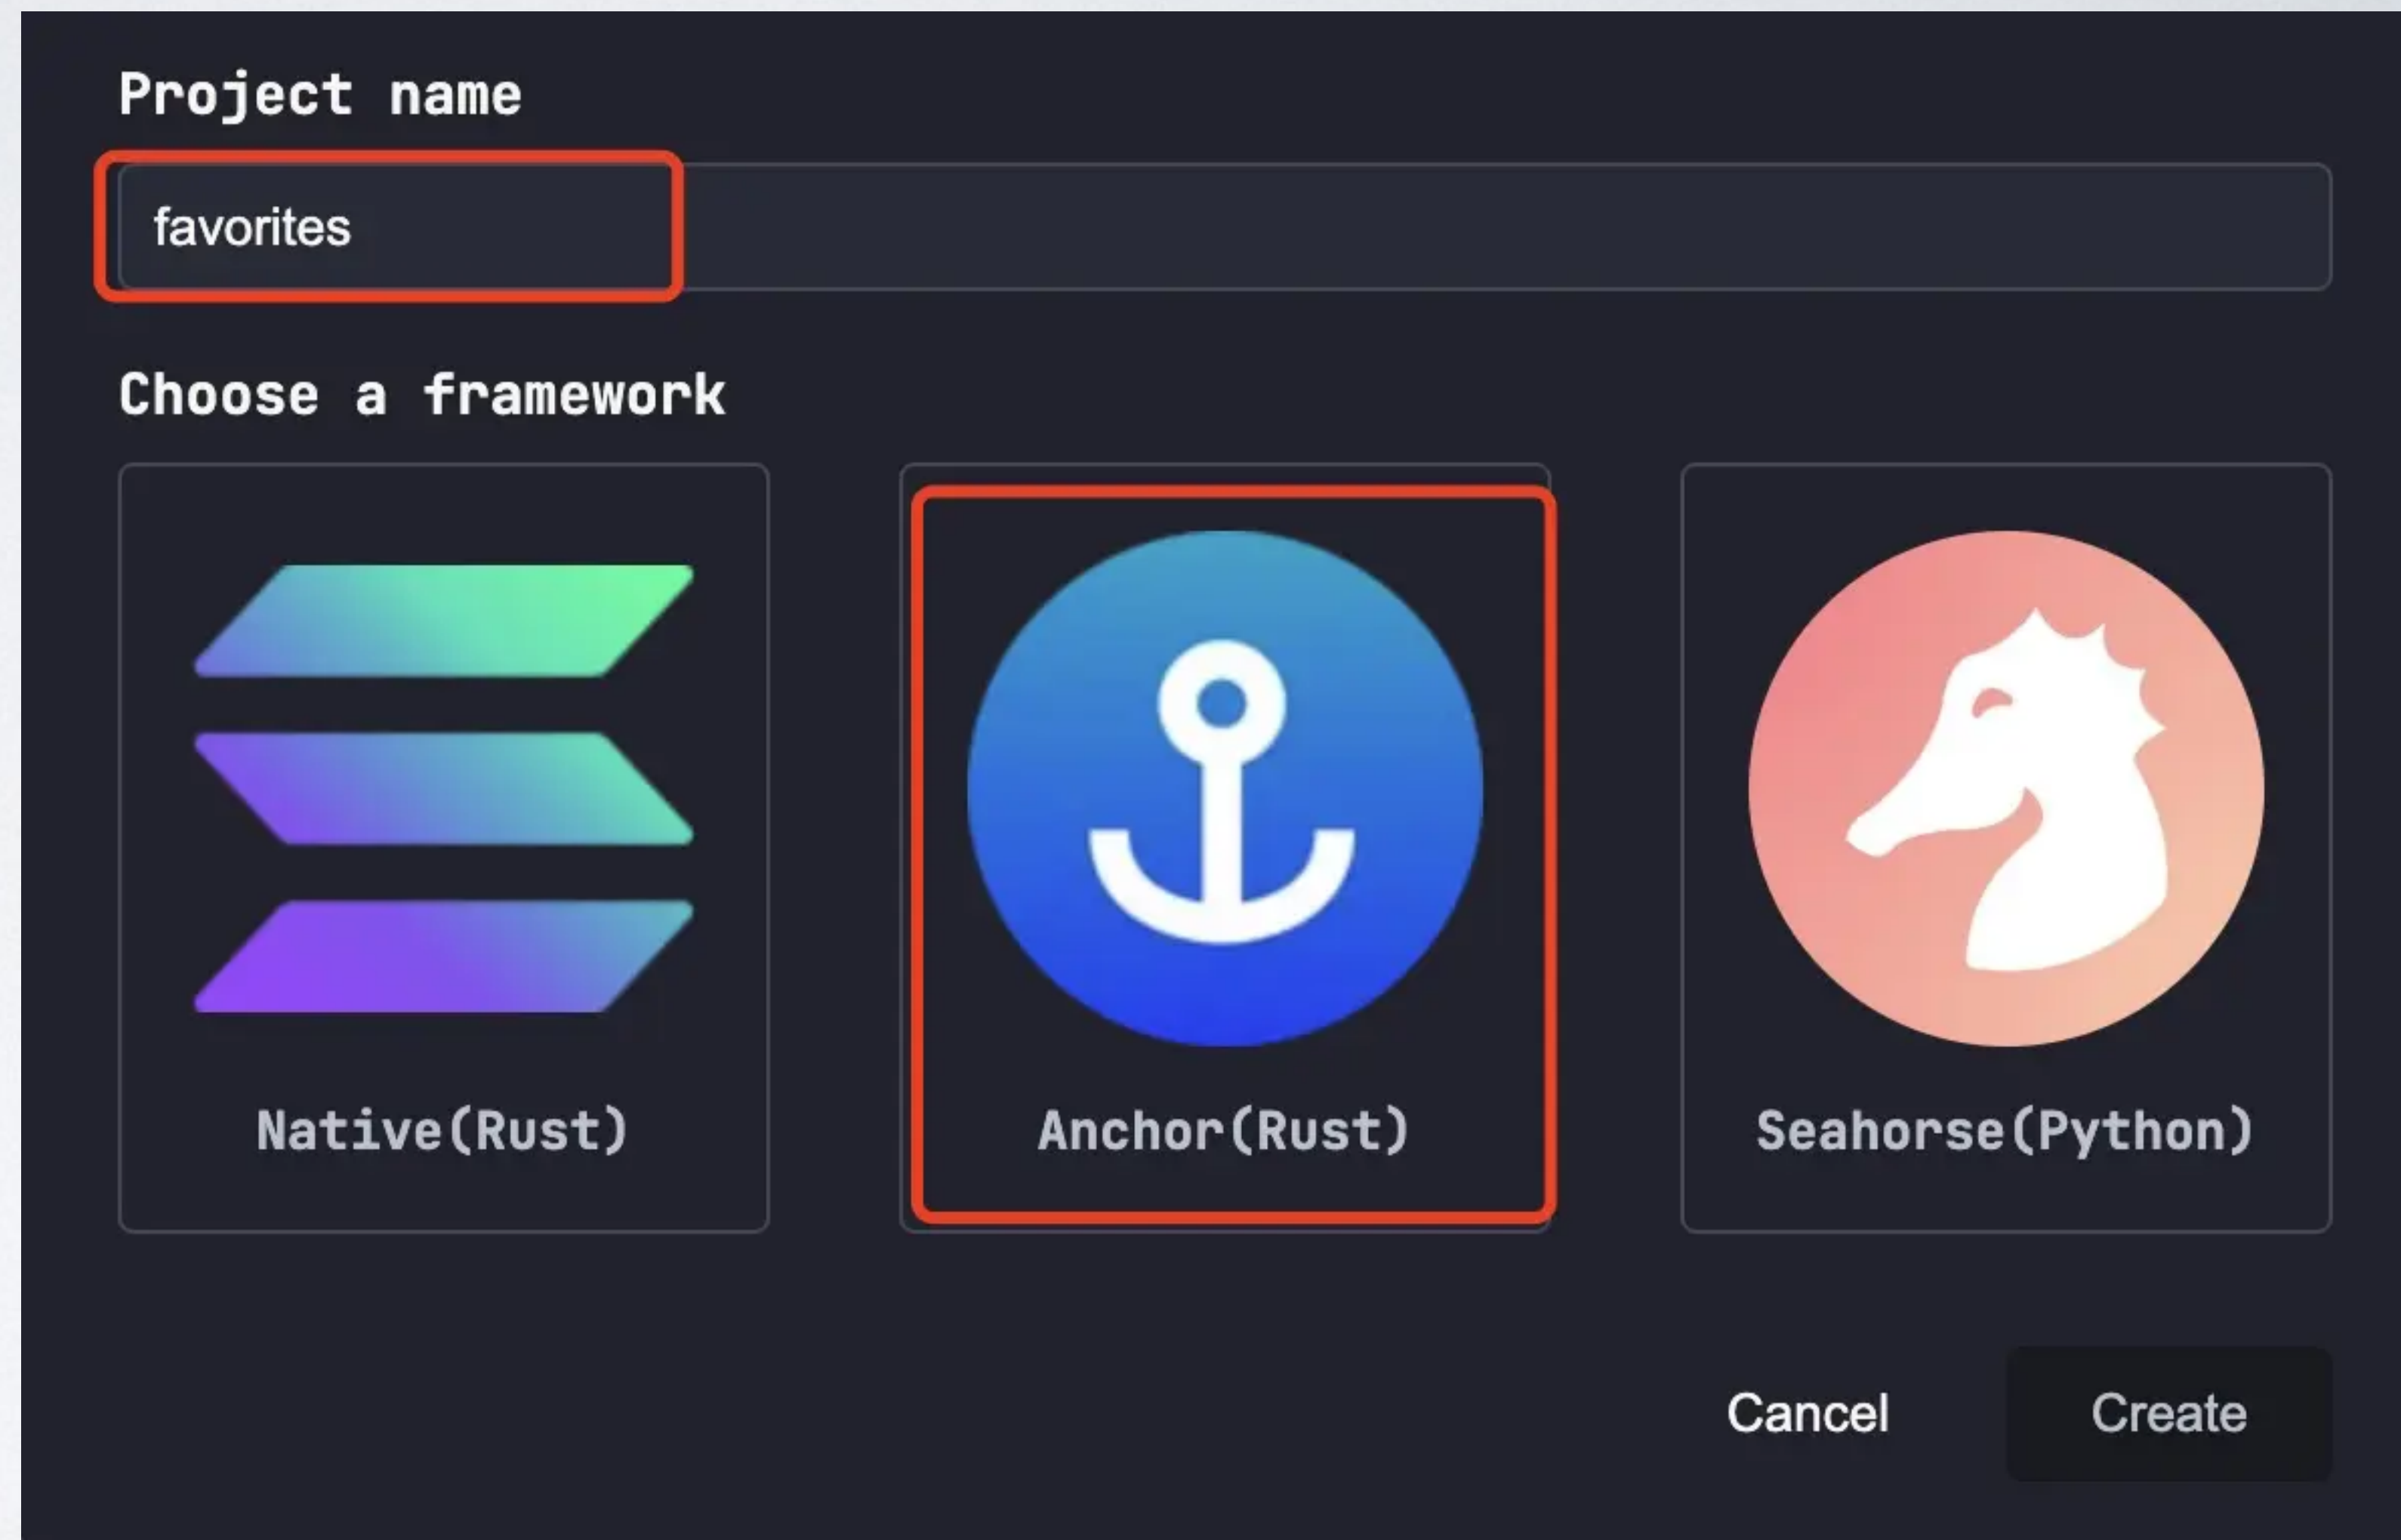 Project name
favorites
Choose a framework
Native(Rust)
Anchor(Rust)
Seahorse(Python)
Cancel
Create